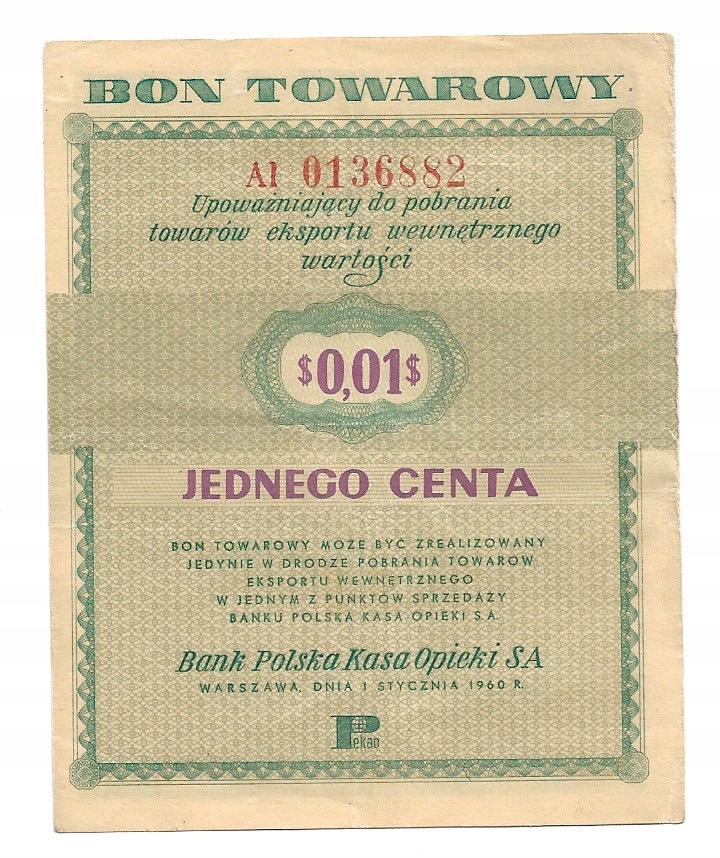 BON TOWAROWY
Al 0136882
Upoważniający do pobrania
towarów eksportu wewnętrznego
wartości
$0,01$
JEDNEGO CENTA
BON TOWAROWY MOŻE BYĆ ZREALIZOWANY
JEDYNIE W DRODZE POBRANIA TOWARÓW
EKSPORTU WEWNĘTRZNEGO
W JEDNYM Z PUNKTÓW SPRZEDAŻY
BANKU POLSKA KASA OPIEKI S.A.
Bank Polska Kasa Opieki SA
WARSZAWA, DNIA 1 STYCZNIA 1960 R.
Pekao